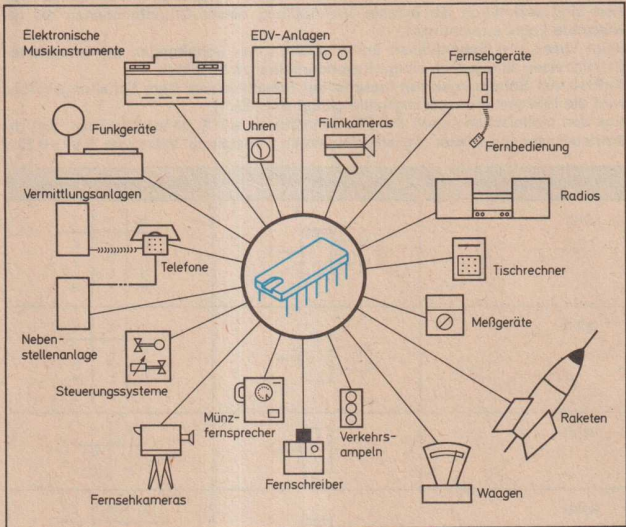 Elektronische
Musikinstrumente
EDV-Anlagen
Fernsehgeräte
Funkgeräte
Uhren
Filmkameras
Fernbedienung
Vermittlungsanlagen
Radios
Telefone
Tischrechner
Neben-
stellenanlage
Meßgeräte
Steuerungssysteme
Münz-
fernsprecher
Verkehrs-
ampeln
Raketen
Fernsehkameras
Fernschreiber
Waagen